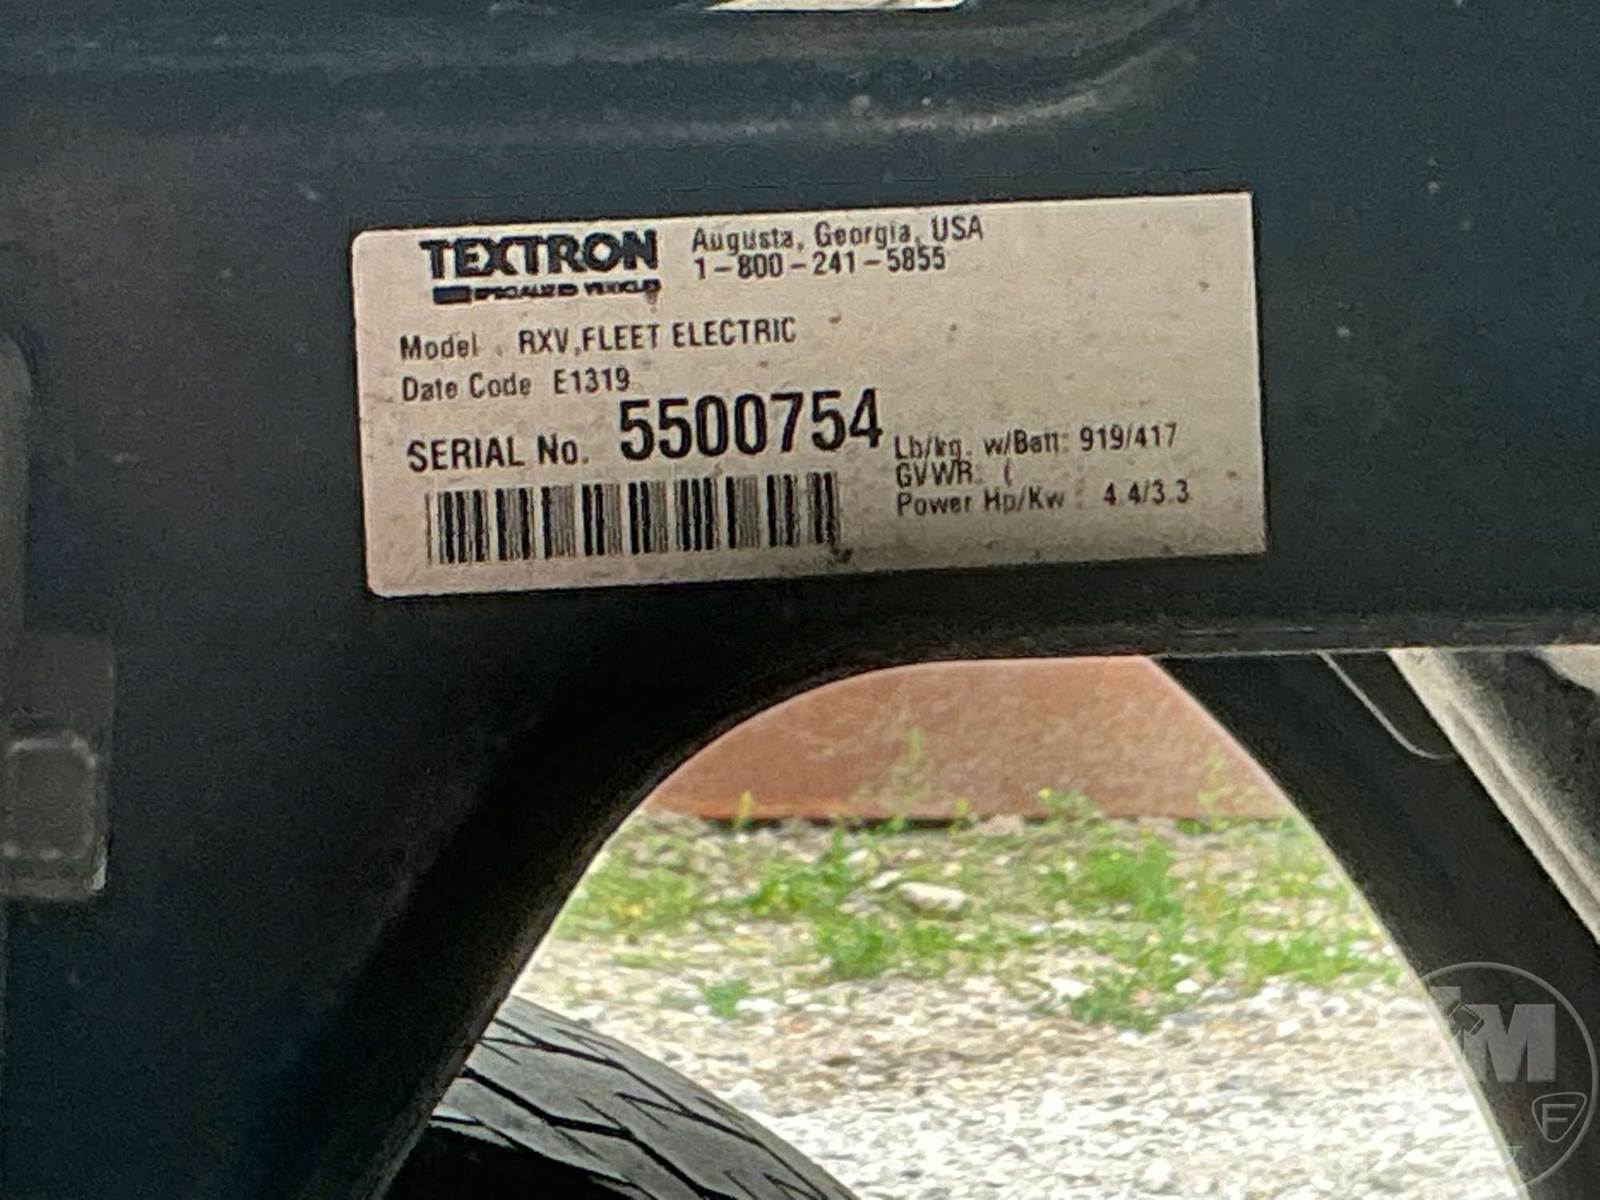 TEXTRON
SPECIALIZED VEHICLES
Augusta, Georgia, USA
1-800-241-5855
Model : RXV,FLEET ELECTRIC
Date Code E1319
SERIAL No. 5500754
Lb/kg. w/Batt: 919/417
GVWR: (
Power Hp/Kw : 4.4/3.3
M
F